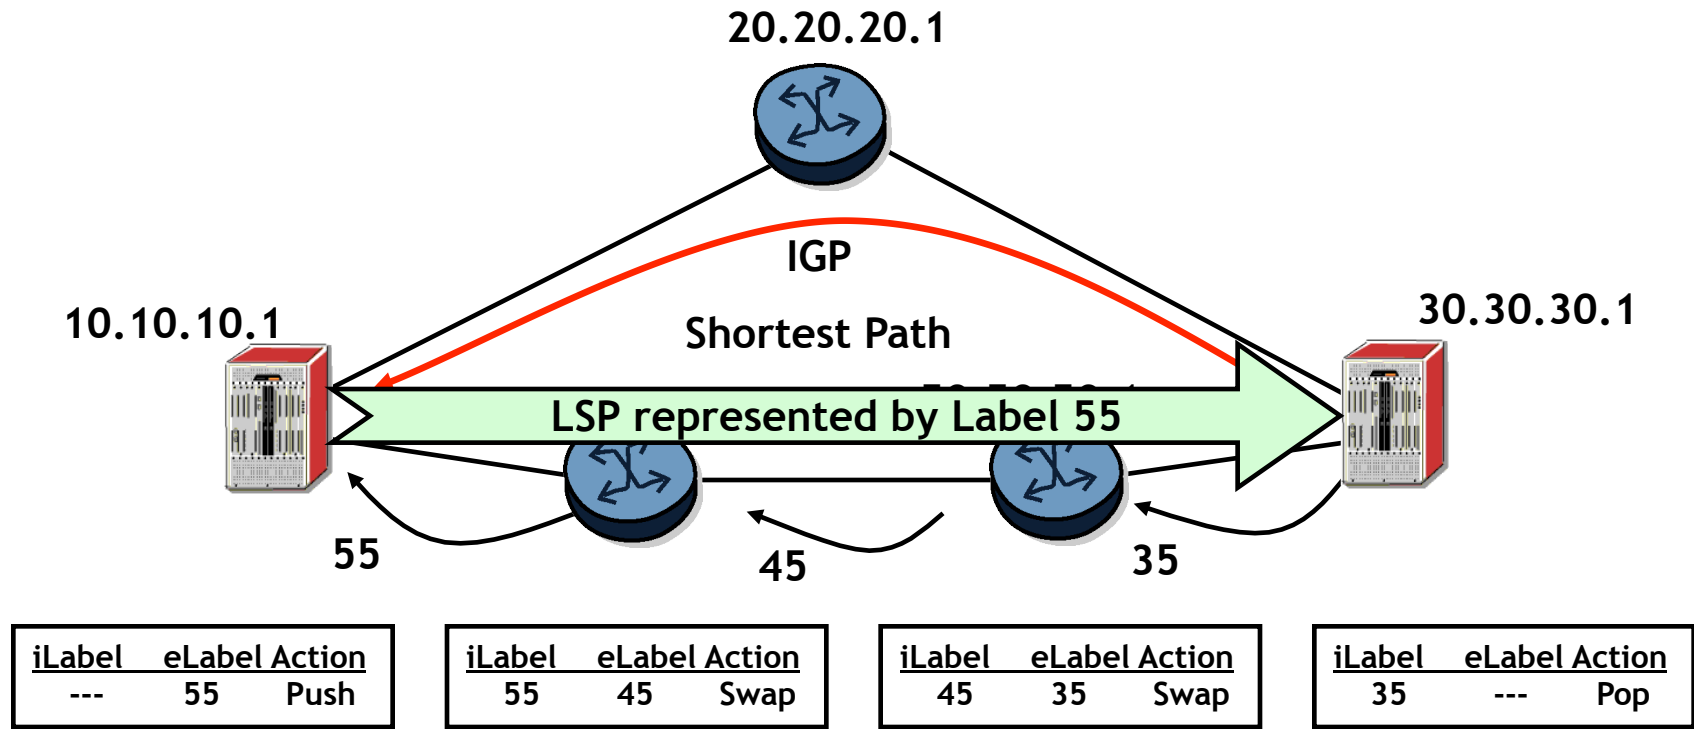 20.20.20.1
IGP
10.10.10.1
30.30.30.1
Shortest Path
LSP represented by Label 55
55
45
35
iLabel eLabel Action
--- 55 Push
iLabel eLabel Action
55 45 Swap
iLabel eLabel Action
45 35 Swap
iLabel eLabel Action
35 --- Pop